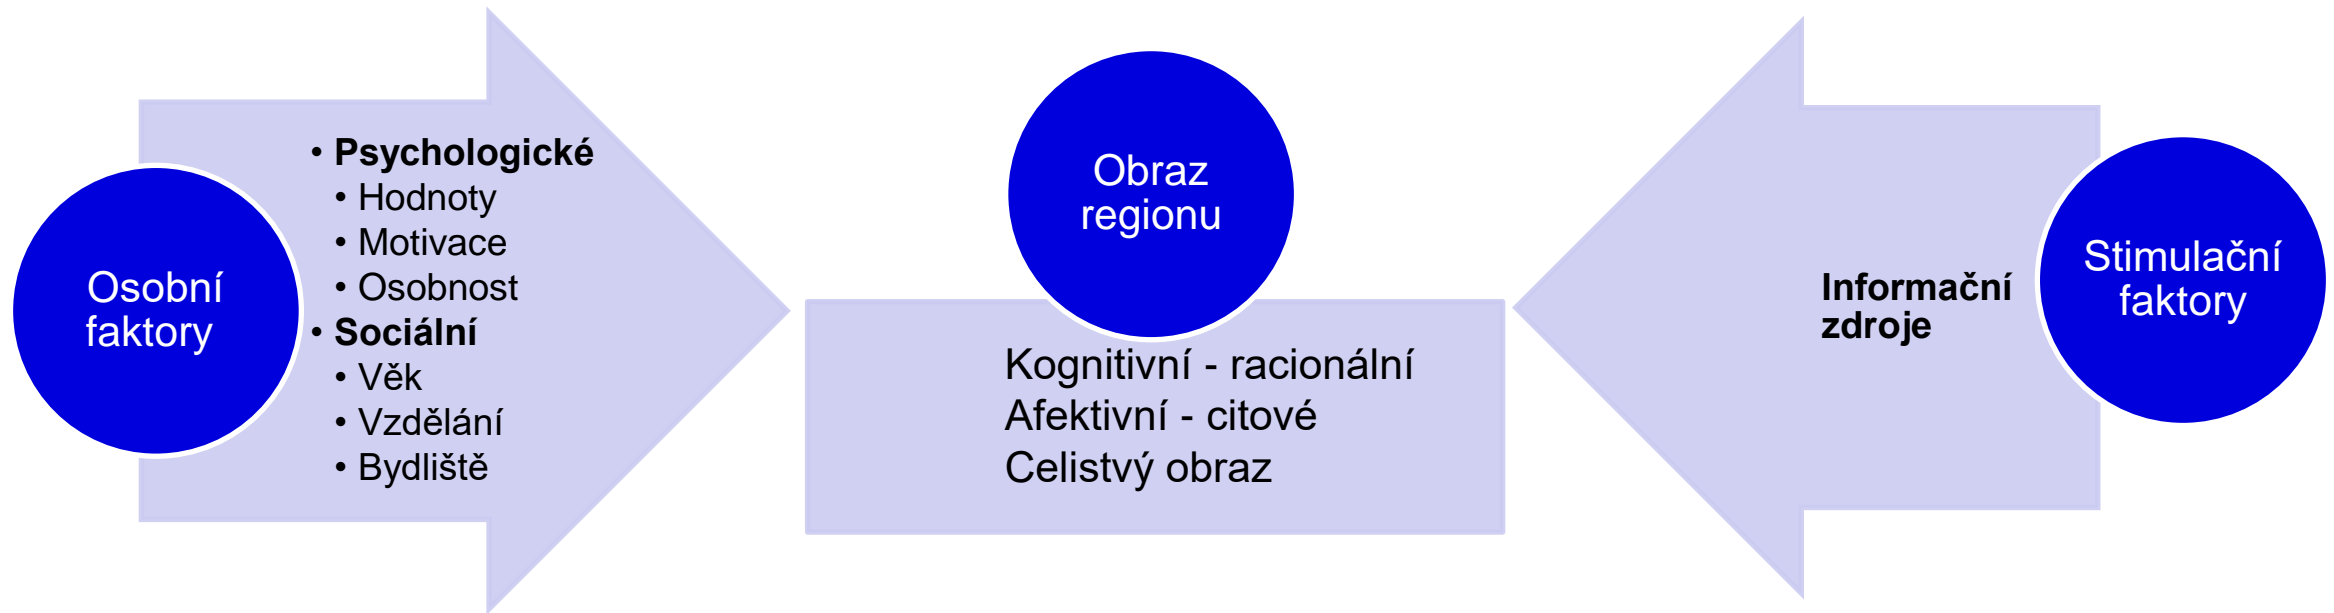 Osobní
faktory
• Psychologické
• Hodnoty
• Motivace
• Osobnost
• Sociální
• Věk
• Vzdělání
• Bydliště
Obraz
regionu
Kognitivní - racionální
Afektivní - citové
Celistvý obraz
Informační
zdroje
Stimulační
faktory